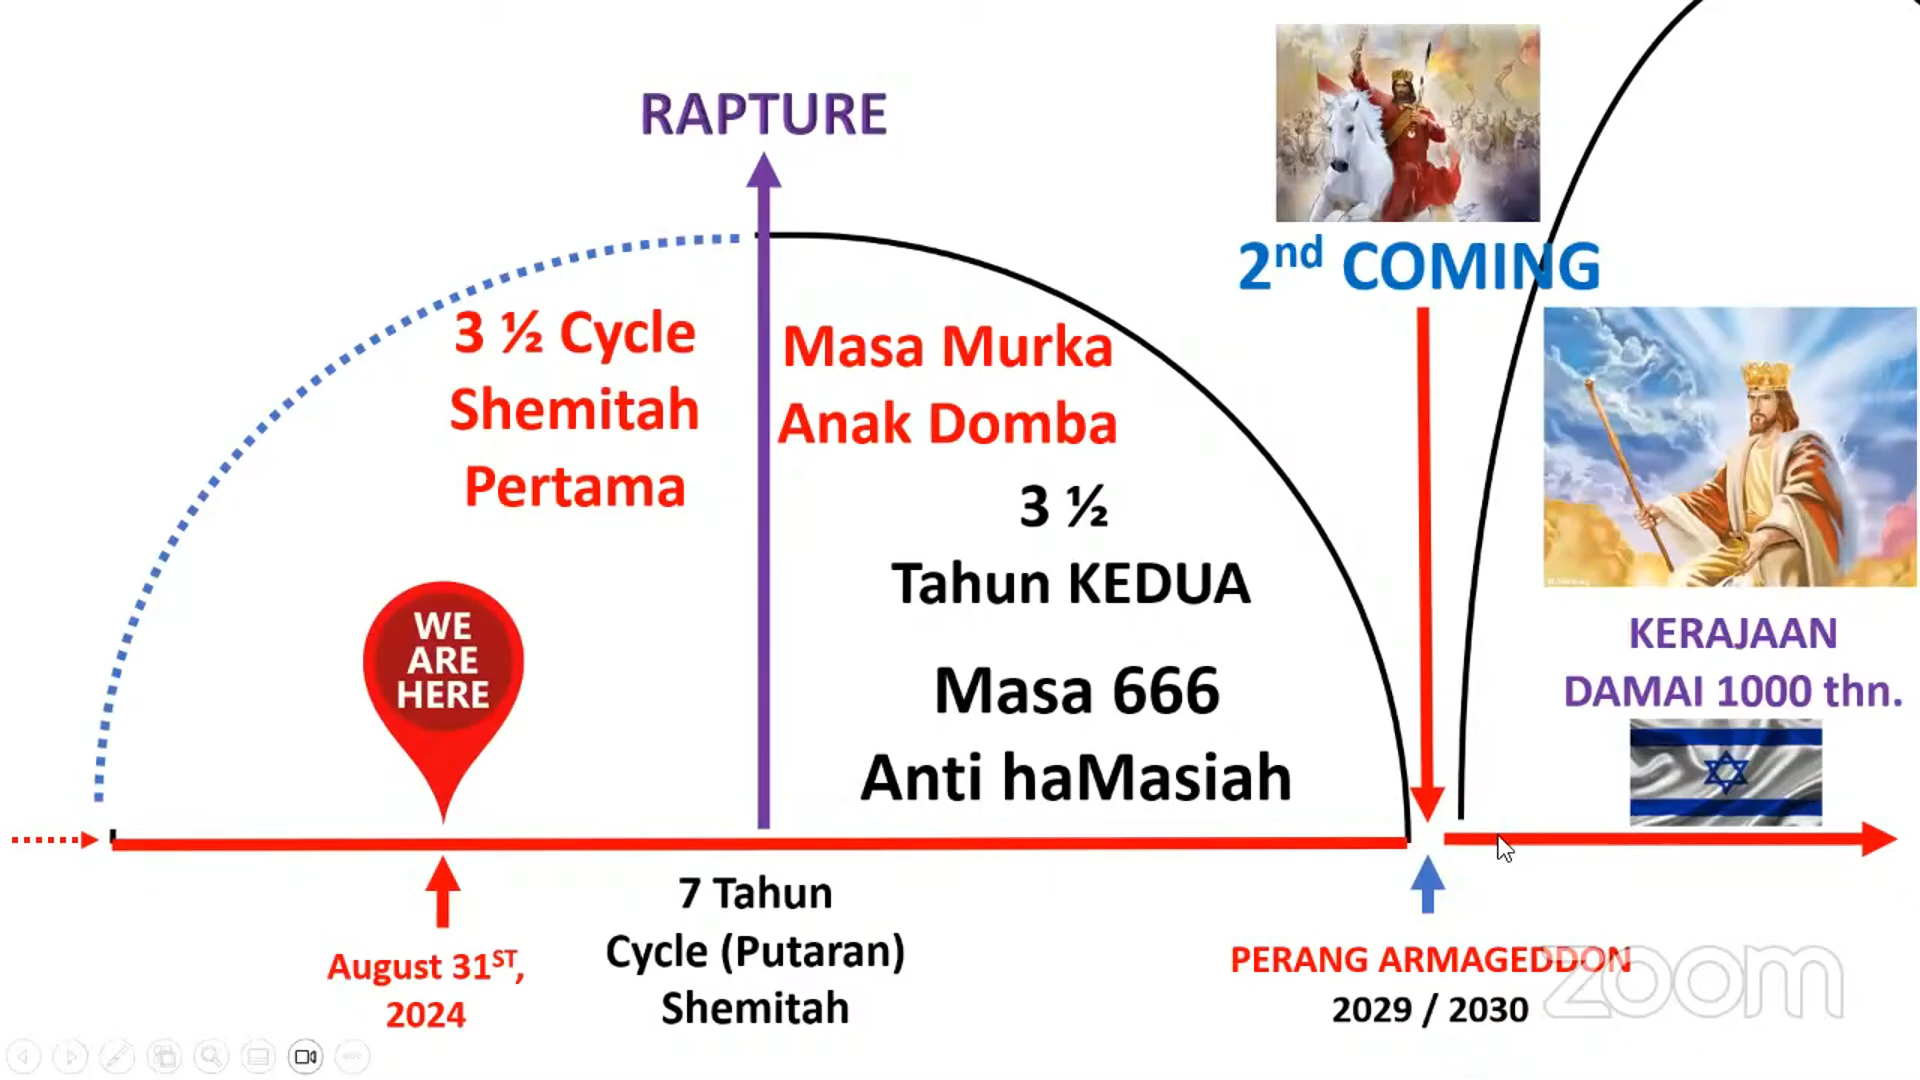 RAPTURE
3 ½ Cycle
Shemitah
Pertama
Masa Murka
Anak Domba
3 ½
Tahun KEDUA
Masa 666
Anti haMasiah
2nd COMING
KERAJAAN
DAMAI 1000 thn.
WE
ARE
HERE
August 31ST,
2024
7 Tahun
Cycle (Putaran)
Shemitah
PERANG ARMAGEDDON
2029 / 2030
zoom